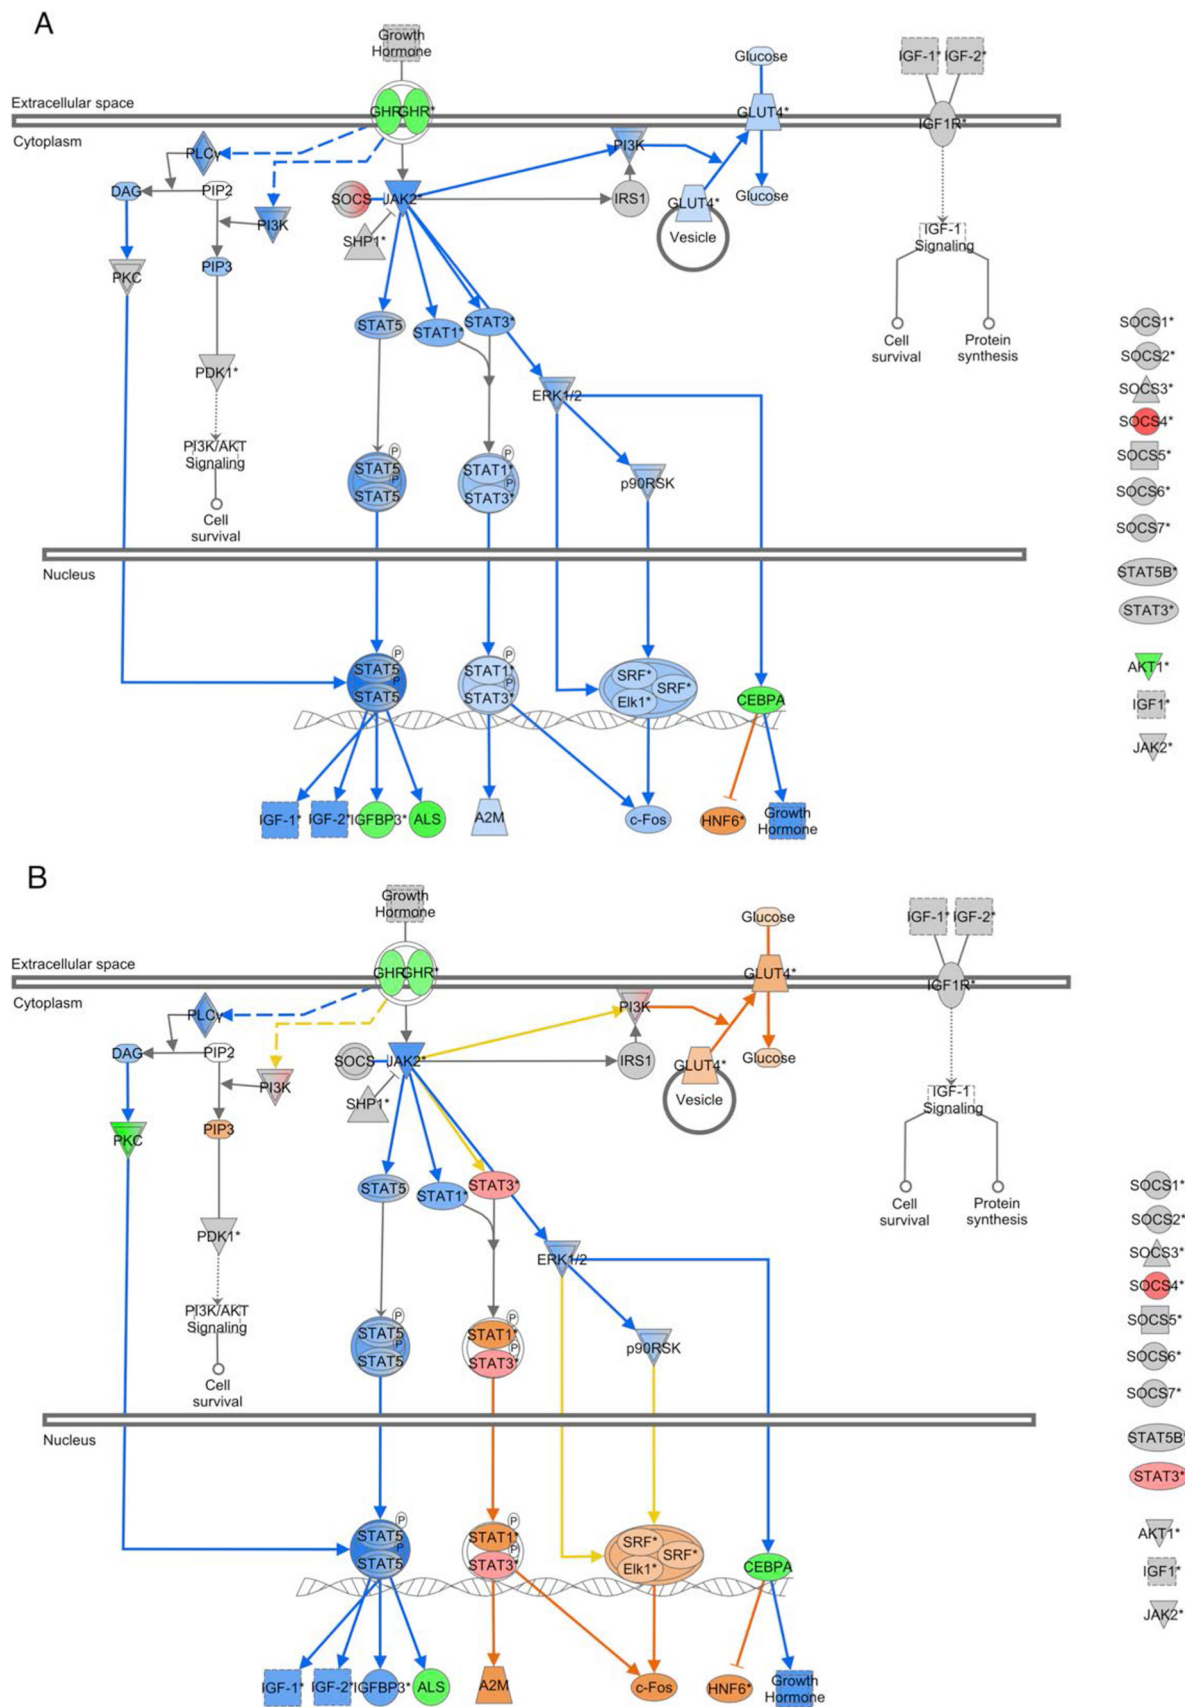 A
Growth
Hormone
Glucose
IGF-1*
IGF-2*
Extracellular space
GHR
GHR*
GLUT4*
IGF1R*
Cytoplasm
PLCγ
PI3K
DAG
PIP2
SOCS
JAK2*
IRS1
GLUT4*
Glucose
PI3K
SHP1*
Vesicle
IGF-1
Signaling
PKC
PIP3
STAT5
STAT1*
STAT3*
Cell
survival
Protein
synthesis
PDK1*
ERK1/2
PI3K/AKT
Signaling
P
STAT5
P
STAT5
P
STAT1*
P
STAT3*
p90RSK
Cell
survival
Nucleus
P
STAT5
P
STAT5
P
STAT1*
P
STAT3*
SRF*
SRF*
Elk1*
CEBPA
IGF-1*
IGF-2*
IGFBP3*
ALS
A2M
c-Fos
HNF6*
Growth
Hormone
SOCS1*
SOCS2*
SOCS3*
SOCS4*
SOCS5*
SOCS6*
SOCS7*
STAT5B*
STAT3*
AKT1*
IGF1*
JAK2*
B
Growth
Hormone
Glucose
IGF-1*
IGF-2*
Extracellular space
GHR
GHR*
GLUT4*
IGF1R*
Cytoplasm
PLCγ
PI3K
DAG
PIP2
SOCS
JAK2*
IRS1
GLUT4*
Glucose
PI3K
SHP1*
Vesicle
IGF-1
Signaling
PKC
PIP3
STAT5
STAT1*
STAT3*
Cell
survival
Protein
synthesis
PDK1*
ERK1/2
PI3K/AKT
Signaling
P
STAT5
P
STAT5
P
STAT1*
P
STAT3*
p90RSK
Cell
survival
Nucleus
P
STAT5
P
STAT5
P
STAT1*
P
STAT3*
SRF*
SRF*
Elk1*
CEBPA
IGF-1*
IGF-2*
IGFBP3*
ALS
A2M
c-Fos
HNF6*
Growth
Hormone
SOCS1*
SOCS2*
SOCS3*
SOCS4*
SOCS5*
SOCS6*
SOCS7*
STAT5B*
STAT3*
AKT1*
IGF1*
JAK2*